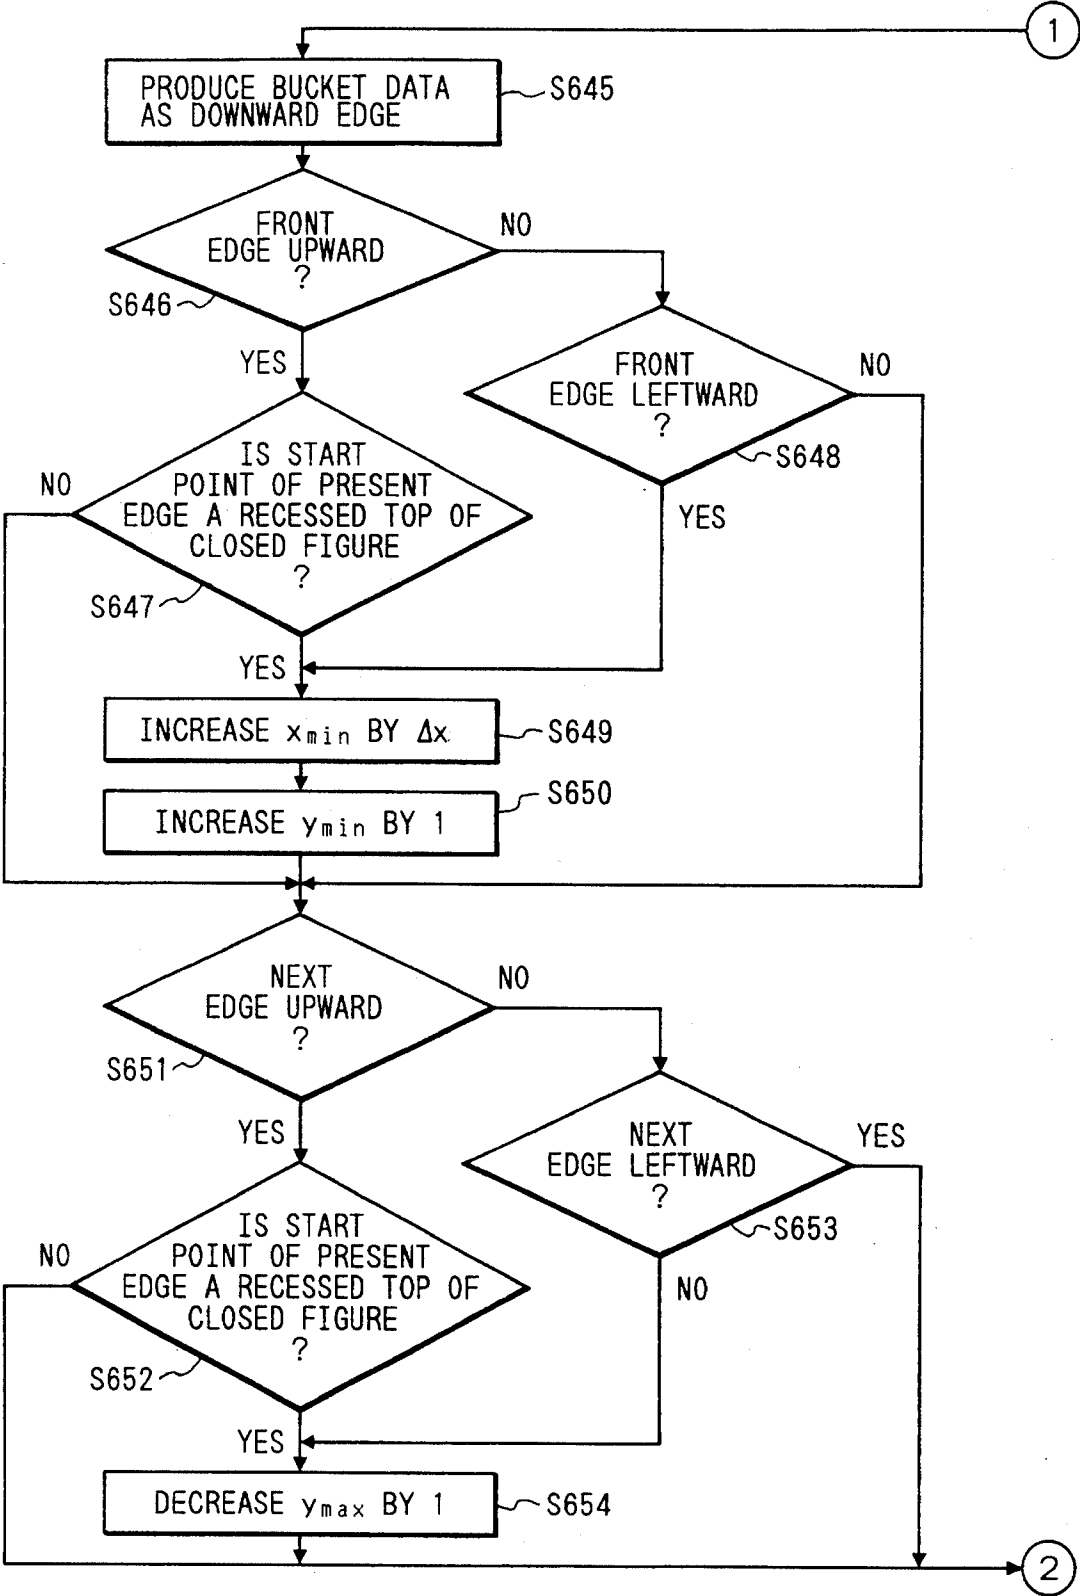 1
PRODUCE BUCKET DATA
AS DOWNWARD EDGE
S645
FRONT
EDGE UPWARD
?
NO
S646
YES
FRONT
EDGE LEFTWARD
?
NO
S648
YES
IS START
POINT OF PRESENT
EDGE A RECESSED TOP OF
CLOSED FIGURE
?
NO
S647
YES
INCREASE xmin BY Δx
S649
INCREASE ymin BY 1
S650
NEXT
EDGE UPWARD
?
NO
S651
YES
NEXT
EDGE LEFTWARD
?
YES
S653
NO
IS START
POINT OF PRESENT
EDGE A RECESSED TOP OF
CLOSED FIGURE
?
NO
S652
YES
DECREASE ymax BY 1
S654
2